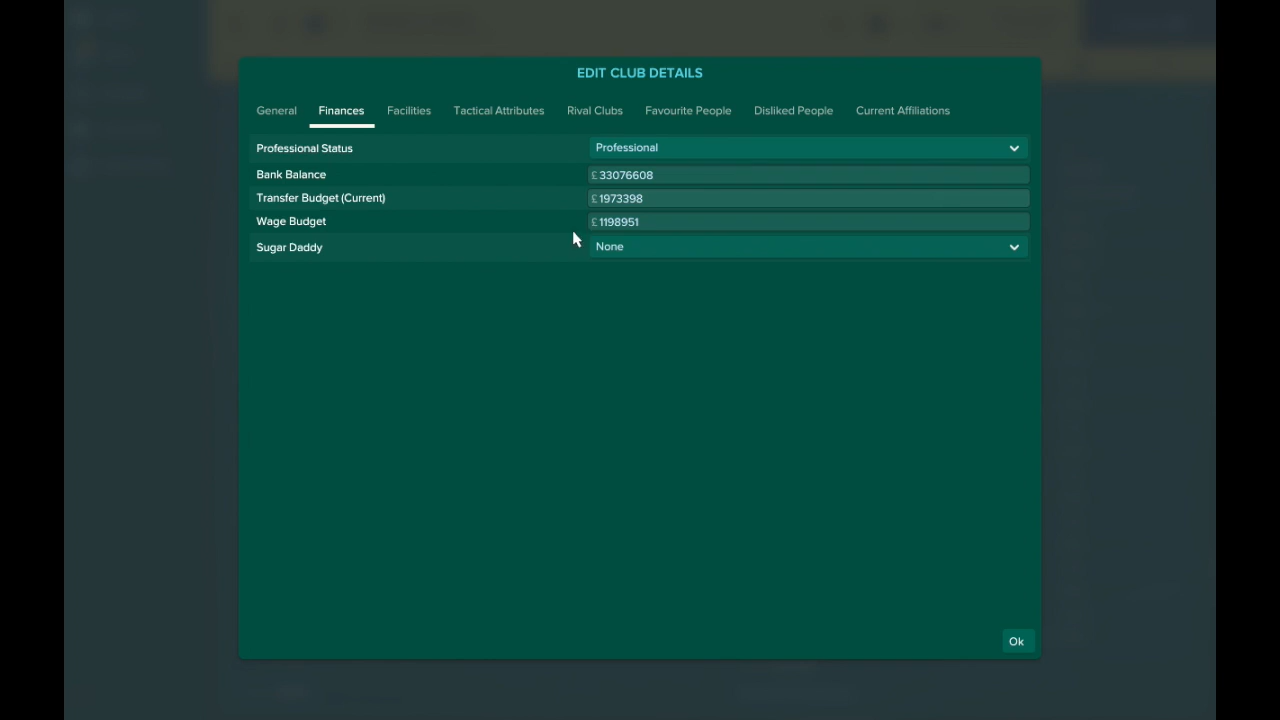 EDIT CLUB DETAILS
General Finances Facilities Tactical Attributes Rival Clubs Favourite People Disliked People Current Affiliations
Professional Status Professional
Bank Balance £ 33076608
Transfer Budget (Current) £ 1973398
Wage Budget £ 1198951
Sugar Daddy None
Ok